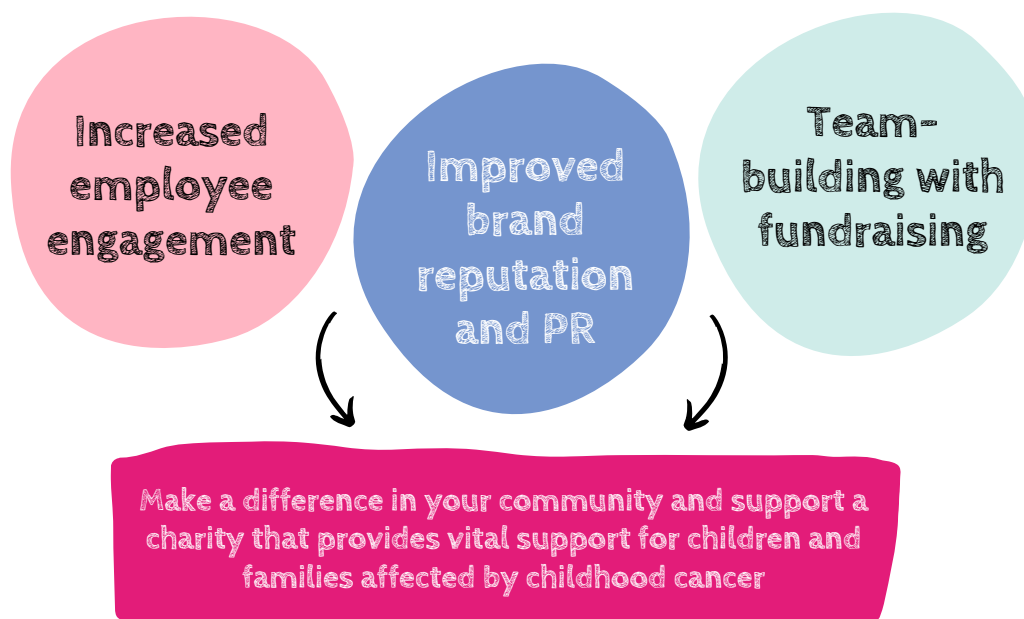 Increased
employee
engagement
Improved
brand
reputation
and PR
Team-
building with
fundraising
Make a difference in your community and support a
charity that provides vital support for children and
families affected by childhood cancer